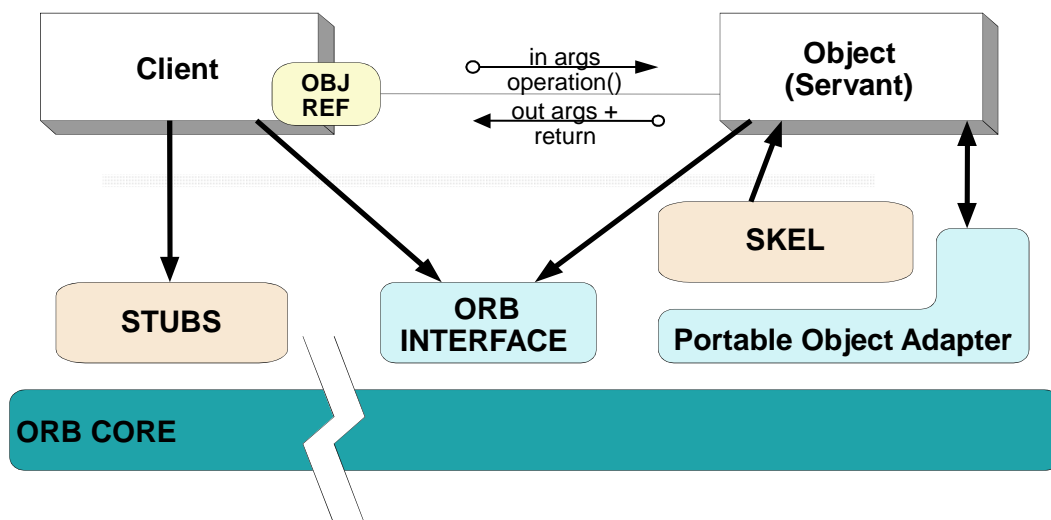 Client
OBJ
REF
in args
operation()
out args +
return
Object
(Servant)
SKEL
STUBS
ORB
INTERFACE
Portable Object Adapter
ORB CORE